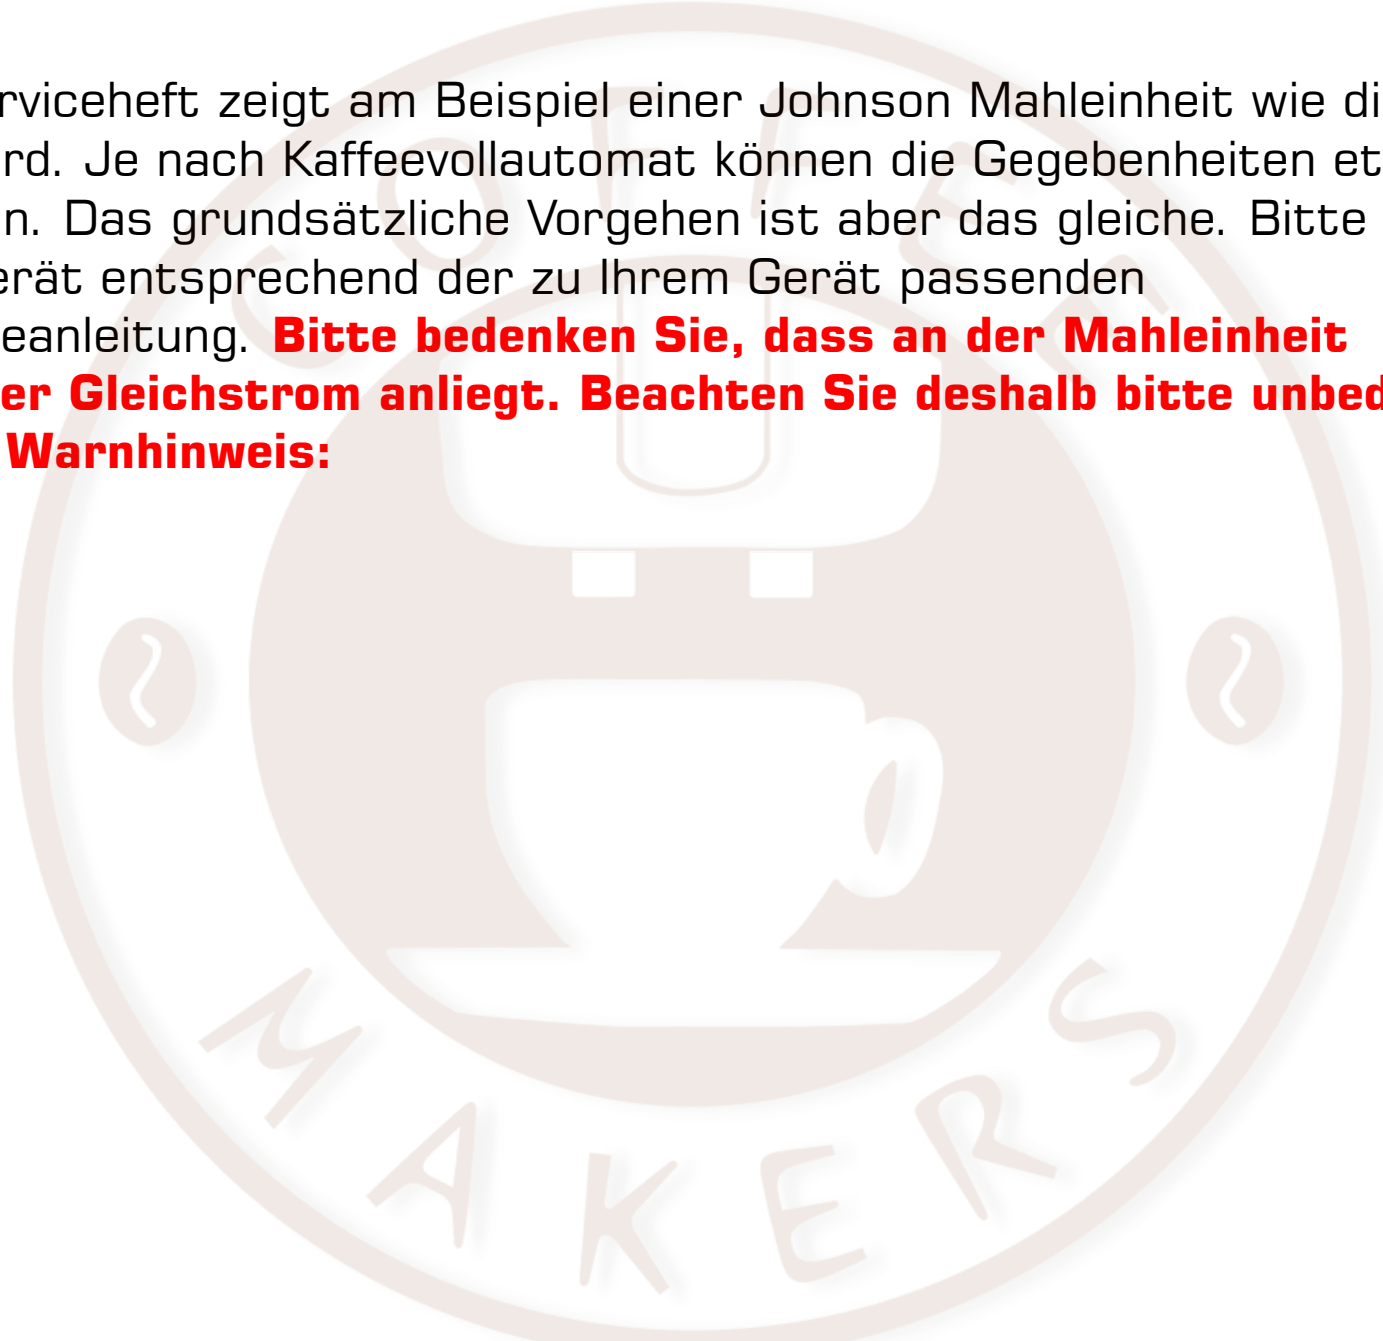 rviceheft zeigt am Beispiel einer Johnson Mahleinheit wie di
rd. Je nach Kaffeevollautomat können die Gegebenheiten et
n. Das grundsätzliche Vorgehen ist aber das gleiche. Bitte
erät entsprechend der zu Ihrem Gerät passenden
eanleitung. Bitte bedenken Sie, dass an der Mahleinheit
er Gleichstrom anliegt. Beachten Sie deshalb bitte unbed
Warnhinweis:
COFFEE
MAKERS